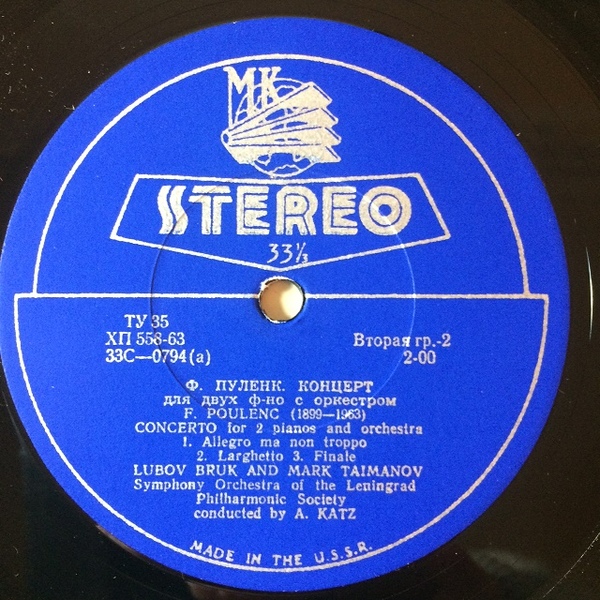 МК
STEREO
33⅓
ТУ 35
ХП 558-63
33С—0794(а)
Вторая гр.-2
2-00
Ф. ПУЛЕНК. КОНЦЕРТ
для двух ф-но с оркестром
F. POULENC (1899—1963)
CONCERTO for 2 pianos and orchestra
1. Allegro ma non troppo
2. Larghetto 3. Finale
LUBOV BRUK AND MARK TAIMANOV
Symphony Orchestra of the Leningrad
Philharmonic Society
conducted by A. KATZ
MADE IN THE U.S.S.R.